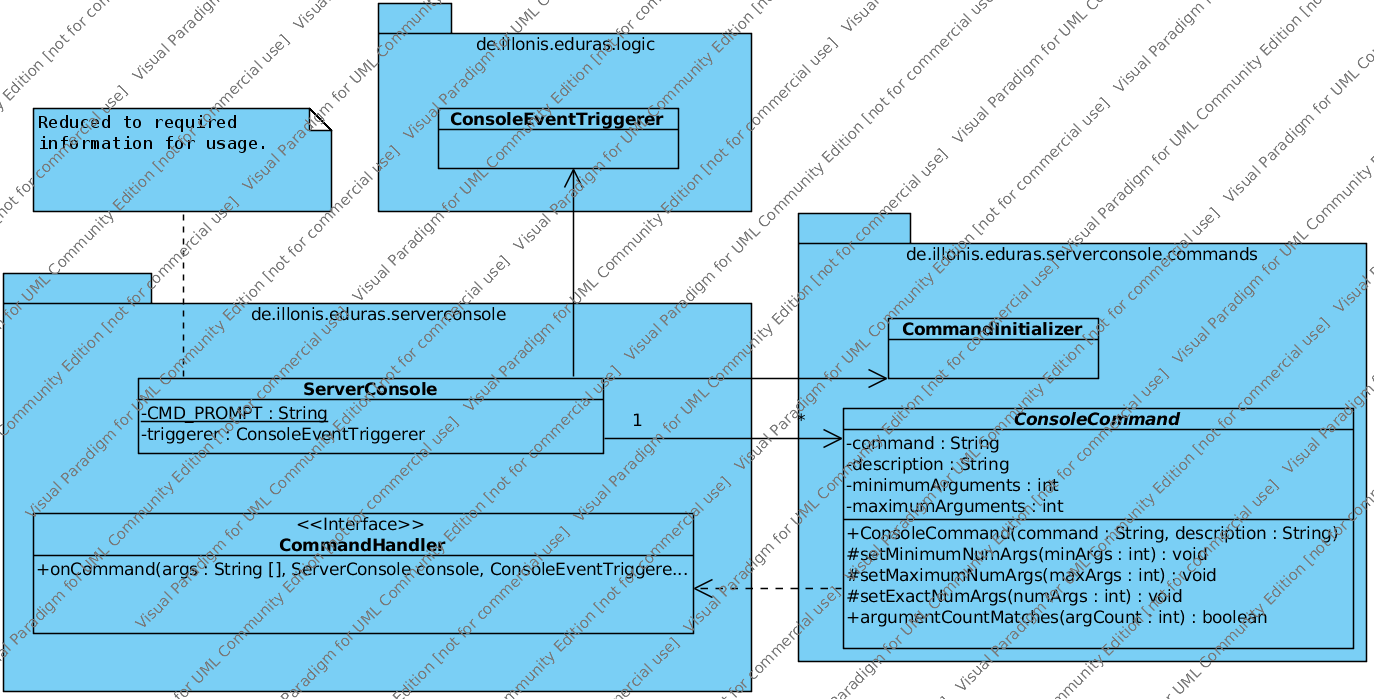 de.illonis.eduras.logic
ConsoleEventTriggerer
Reduced to required
information for usage.
de.illonis.eduras.serverconsole.commands
CommandInitializer
de.illonis.eduras.serverconsole
ServerConsole
-CMD_PROMPT : String
-triggerer : ConsoleEventTriggerer
1
*
ConsoleCommand
-command : String
-description : String
-minimumArguments : int
-maximumArguments : int
+ConsoleCommand(command : String, description : String)
#setMinimumNumArgs(minArgs : int) : void
#setMaximumNumArgs(maxArgs : int) : void
#setExactNumArgs(numArgs : int) : void
+argumentCountMatches(argCount : int) : boolean
<<Interface>>
CommandHandler
+onCommand(args : String [], ServerConsole console, ConsoleEventTriggere...
Visual Paradigm for UML Community Edition [not for commercial use]